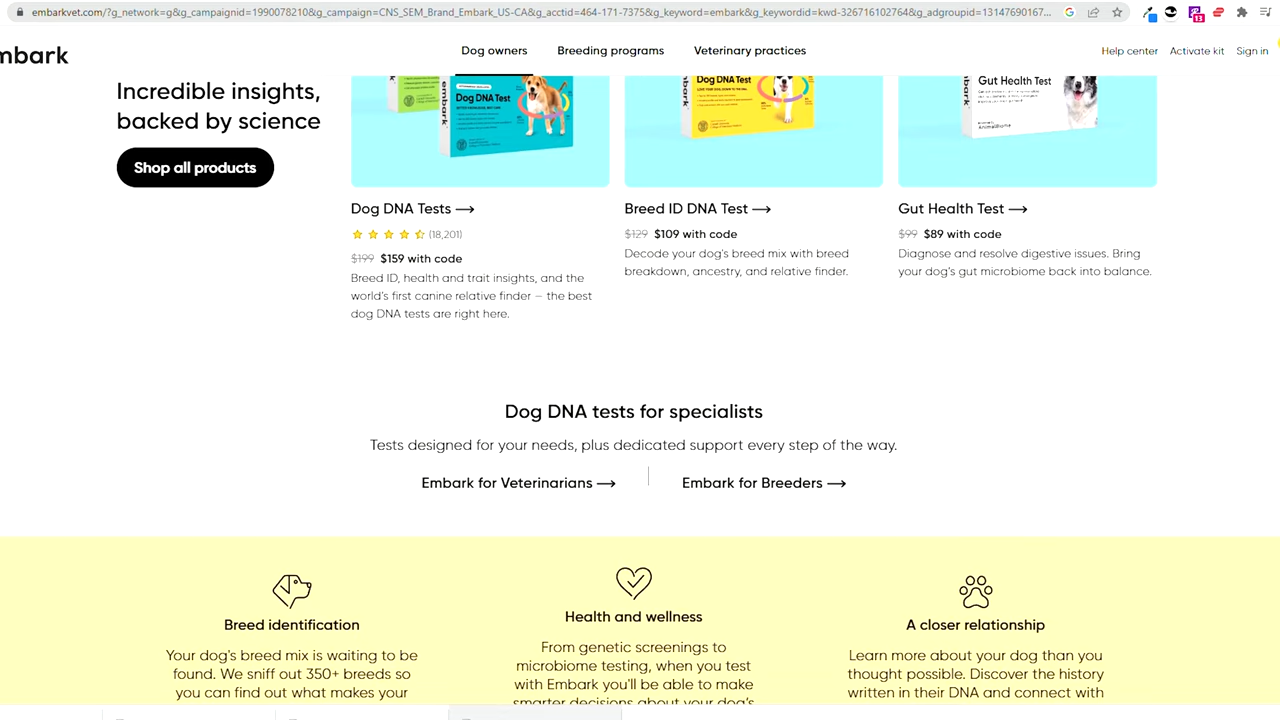 embarkvet.com/?g_network=g&g_campaignid=1990078210&g_campaign=CNS_SEM_Brand_Embark_US-CA&g_acctid=464-171-7375&g_keyword=embark&g_keywordid=kwd-326716102764&g_adgroupid=13147690167...
13
mbark
Dog owners
Breeding programs
Veterinary practices
Help center
Activate kit
Sign in
Incredible insights,
backed by science
Shop all products
embark
Dog DNA Test
Dog DNA Test
Gut Health Test
AnimalBiome
Dog DNA Tests ⟶
(18,201)
$199 $159 with code
Breed ID, health and trait insights, and the
world's first canine relative finder – the best
dog DNA tests are right here.
Breed ID DNA Test ⟶
$129 $109 with code
Decode your dog's breed mix with breed
breakdown, ancestry, and relative finder.
Gut Health Test ⟶
$99 $89 with code
Diagnose and resolve digestive issues. Bring
your dog's gut microbiome back into balance.
Dog DNA tests for specialists
Tests designed for your needs, plus dedicated support every step of the way.
Embark for Veterinarians ⟶
Embark for Breeders ⟶
Breed identification
Your dog's breed mix is waiting to be
found. We sniff out 350+ breeds so
you can find out what makes your
Health and wellness
From genetic screenings to
microbiome testing, when you test
with Embark you'll be able to make
smarter decisions about your dog's
A closer relationship
Learn more about your dog than you
thought possible. Discover the history
written in their DNA and connect with